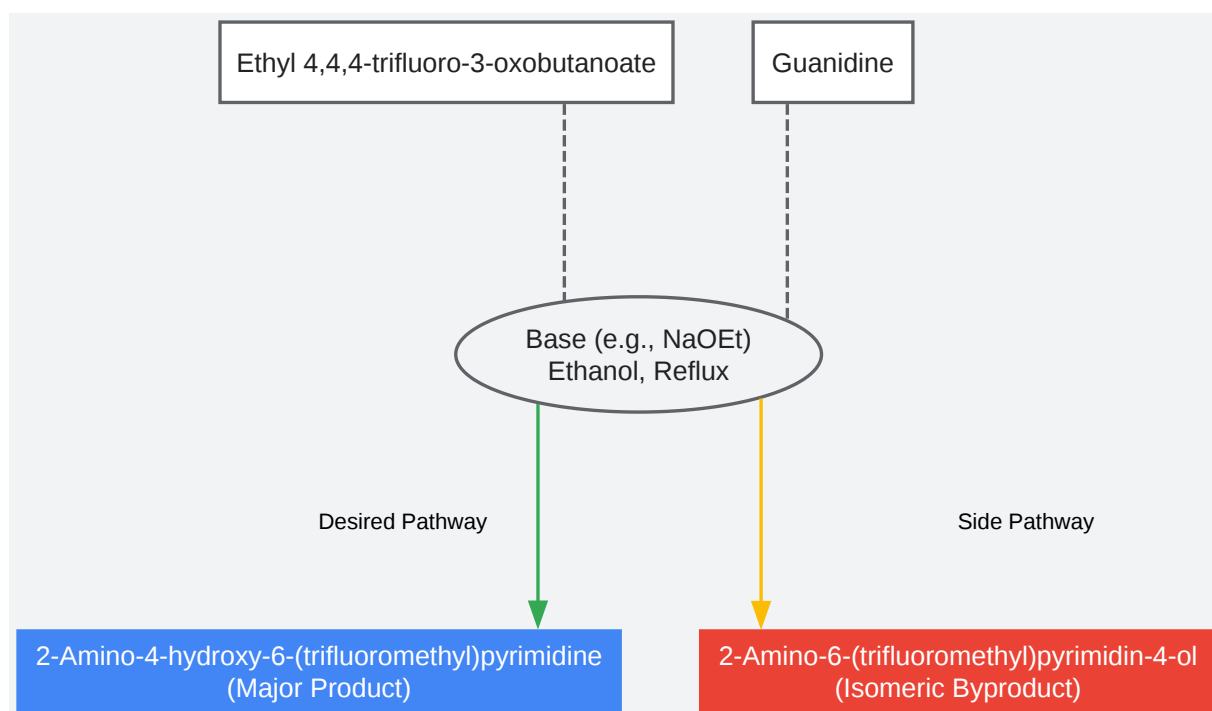 Ethyl 4,4,4-trifluoro-3-oxobutanoate
Guanidine
Base (e.g., NaOEt)
Ethanol, Reflux
Desired Pathway
Side Pathway
2-Amino-4-hydroxy-6-(trifluoromethyl)pyrimidine
(Major Product)
2-Amino-6-(trifluoromethyl)pyrimidin-4-ol
(Isomeric Byproduct)